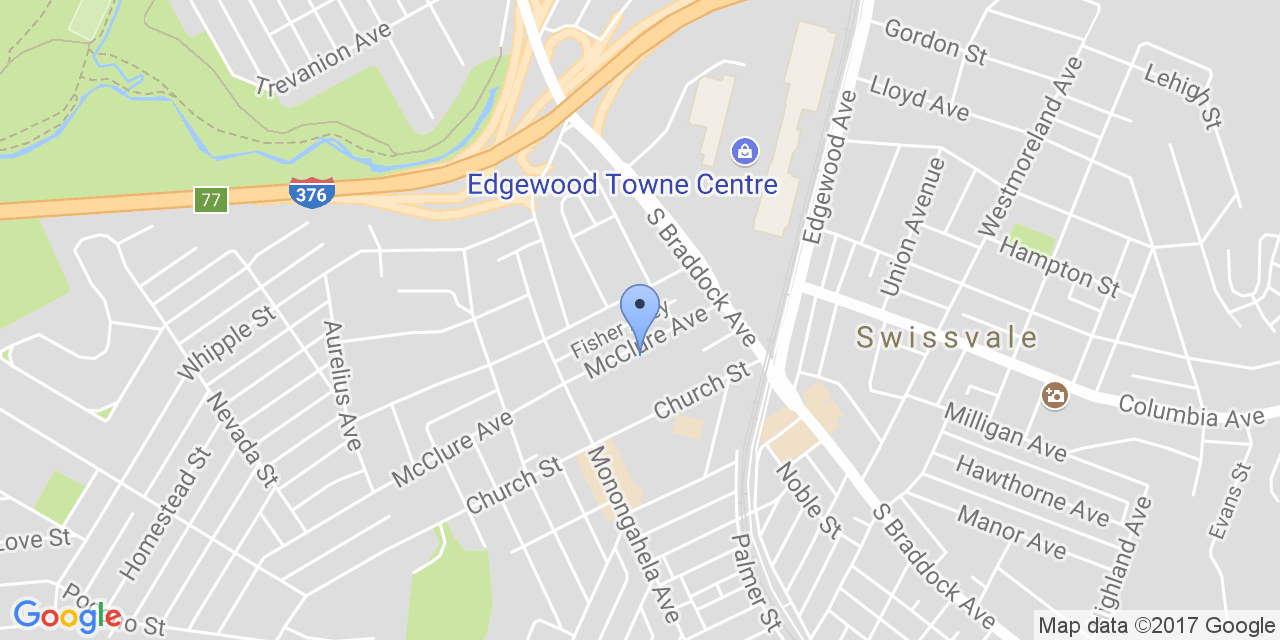 Trevanion Ave
Gordon St
Lehigh St
Lloyd Ave
Westmoreland Ave
Edgewood Ave
77
376
Edgewood Towne Centre
Union Avenue
S Braddock Ave
Hampton St
Whipple St
Fisher
McClure Ave
Swissvale
Aurelius Ave
Church St
Columbia Ave
Nevada St
McClure Ave
Milligan Ave
Church St
Monongahela Ave
Noble St
Hawthorne Ave
Evans St
Homestead St
Love St
S Braddock Ave
Manor Ave
Palmer St
St
Google
Map data ©2017 Google